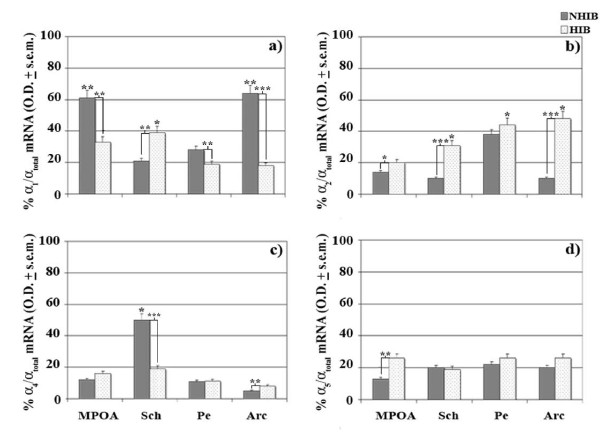 NHIB
HIB
a)
% α1/αtotal mRNA (O.D. ± s.e.m.)
100
80
60
40
20
0
** ** ** * ** ** ***
b)
% α2/αtotal mRNA (O.D. ± s.e.m.)
100
80
60
40
20
0
* *** * * *** *
c)
% α4/αtotal mRNA (O.D. ± s.e.m.)
100
80
60
40
20
0
* *** **
MPOA Sch Pe Arc
d)
% α5/αtotal mRNA (O.D. ± s.e.m.)
100
80
60
40
20
0
**
MPOA Sch Pe Arc